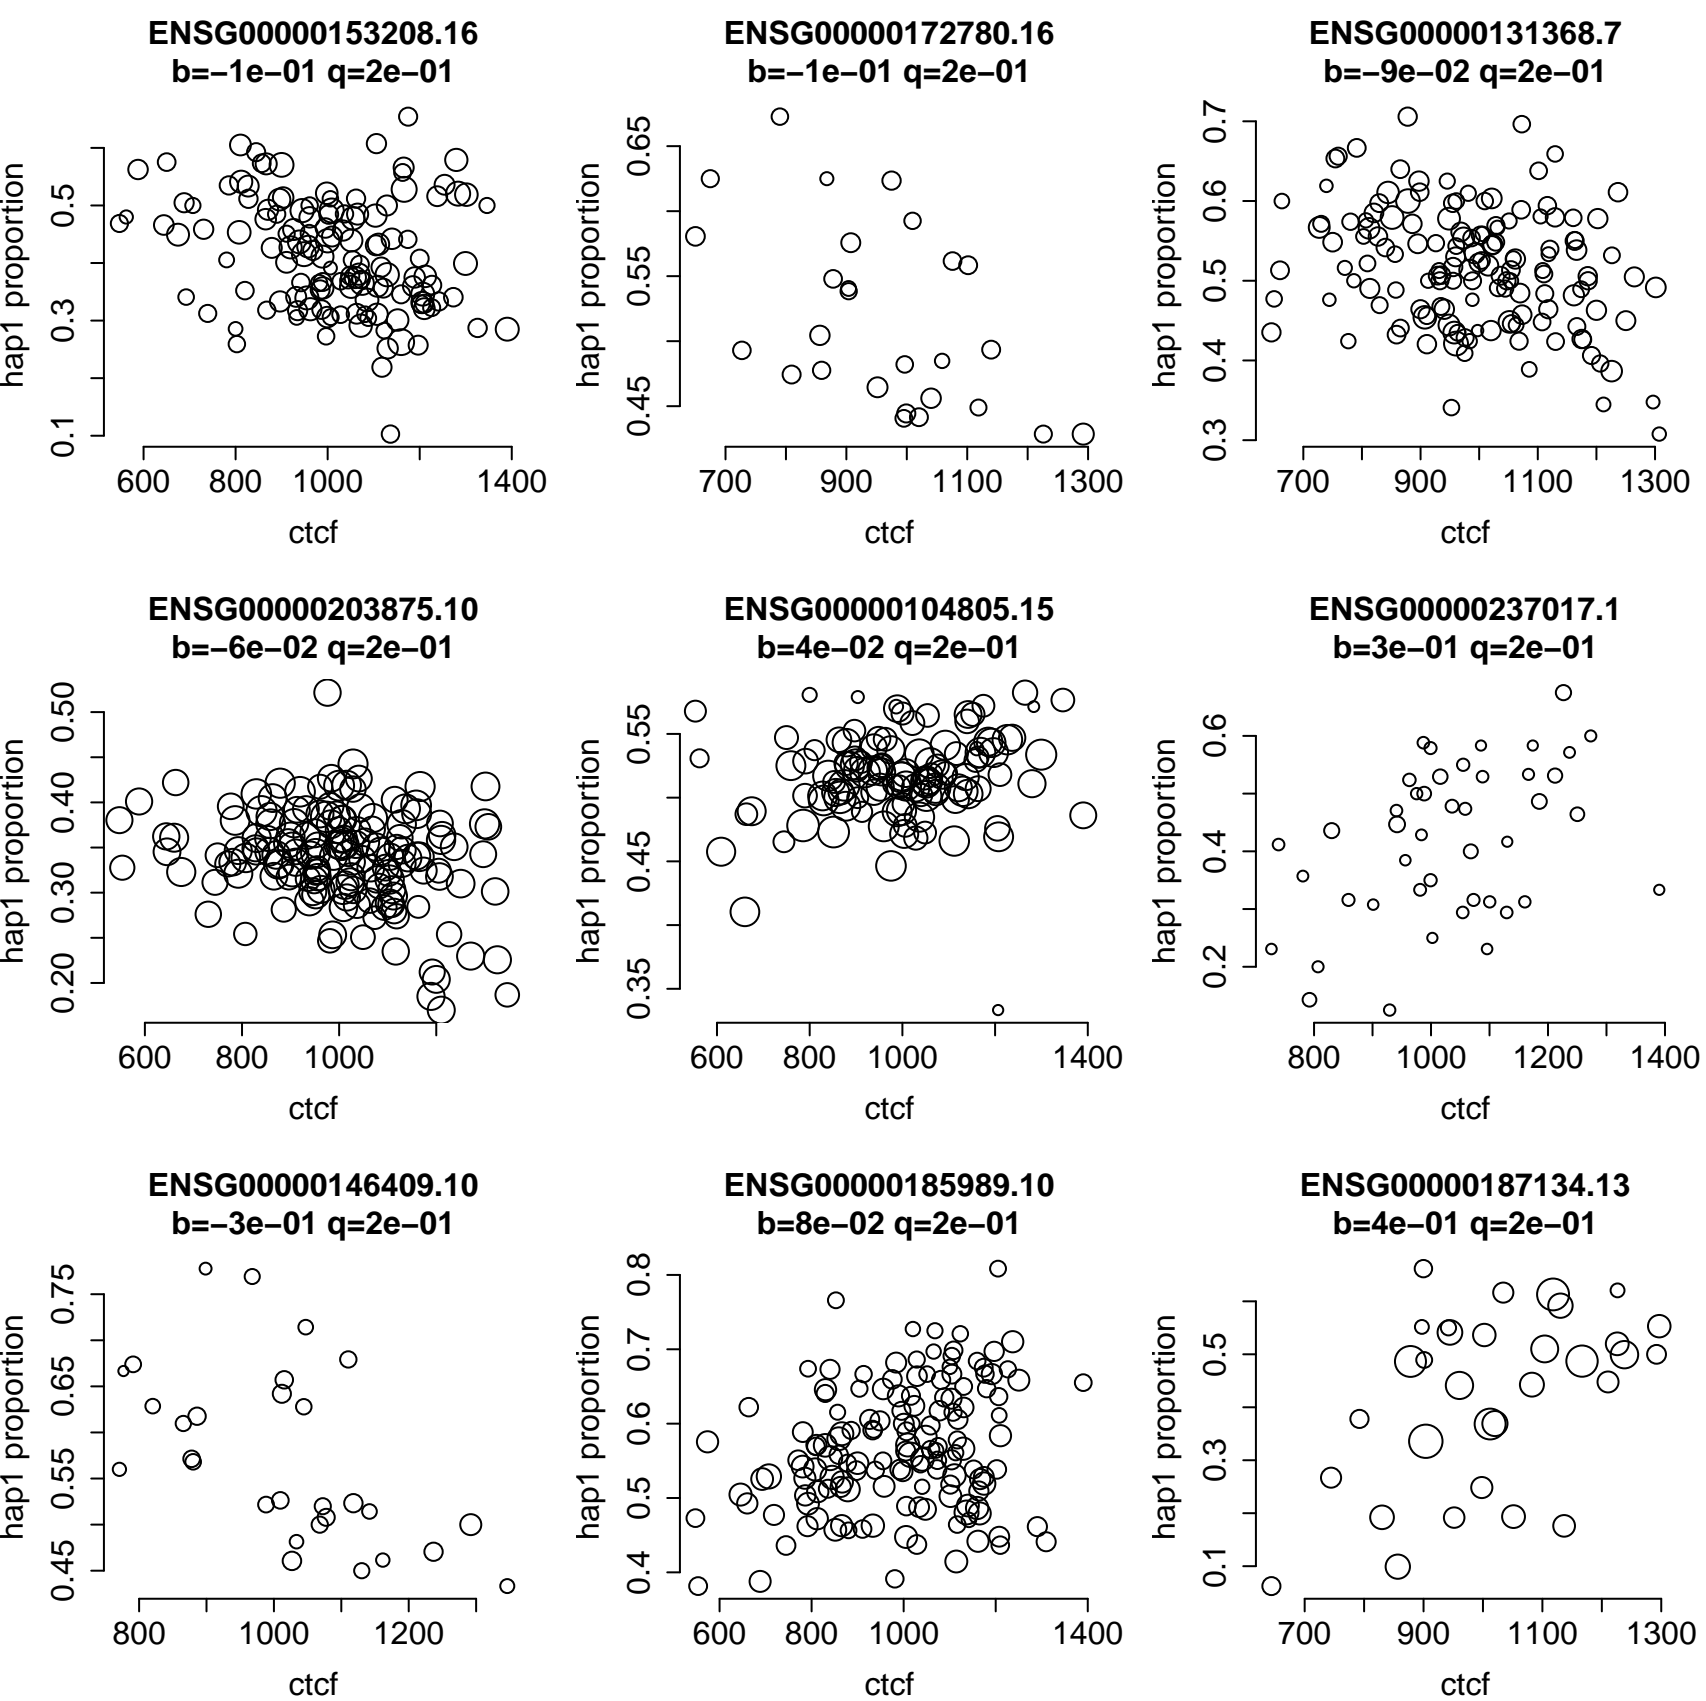 ENSG00000153208.16
b=−1e−01 q=2e−01
hap1 proportion
0.1 0.3 0.5
600 800 1000 1400
ctcf
ENSG00000172780.16
b=−1e−01 q=2e−01
hap1 proportion
0.45 0.55 0.65
700 900 1100 1300
ctcf
ENSG00000131368.7
b=−9e−02 q=2e−01
hap1 proportion
0.3 0.4 0.5 0.6 0.7
700 900 1100 1300
ctcf
ENSG00000203875.10
b=−6e−02 q=2e−01
hap1 proportion
0.20 0.30 0.40 0.50
600 800 1000
ctcf
ENSG00000104805.15
b=4e−02 q=2e−01
hap1 proportion
0.35 0.45 0.55
600 800 1000 1400
ctcf
ENSG00000237017.1
b=3e−01 q=2e−01
hap1 proportion
0.2 0.4 0.6
800 1000 1200 1400
ctcf
ENSG00000146409.10
b=−3e−01 q=2e−01
hap1 proportion
0.45 0.55 0.65 0.75
800 1000 1200
ctcf
ENSG00000185989.10
b=8e−02 q=2e−01
hap1 proportion
0.4 0.5 0.6 0.7 0.8
600 800 1000 1400
ctcf
ENSG00000187134.13
b=4e−01 q=2e−01
hap1 proportion
0.1 0.3 0.5
700 900 1100 1300
ctcf